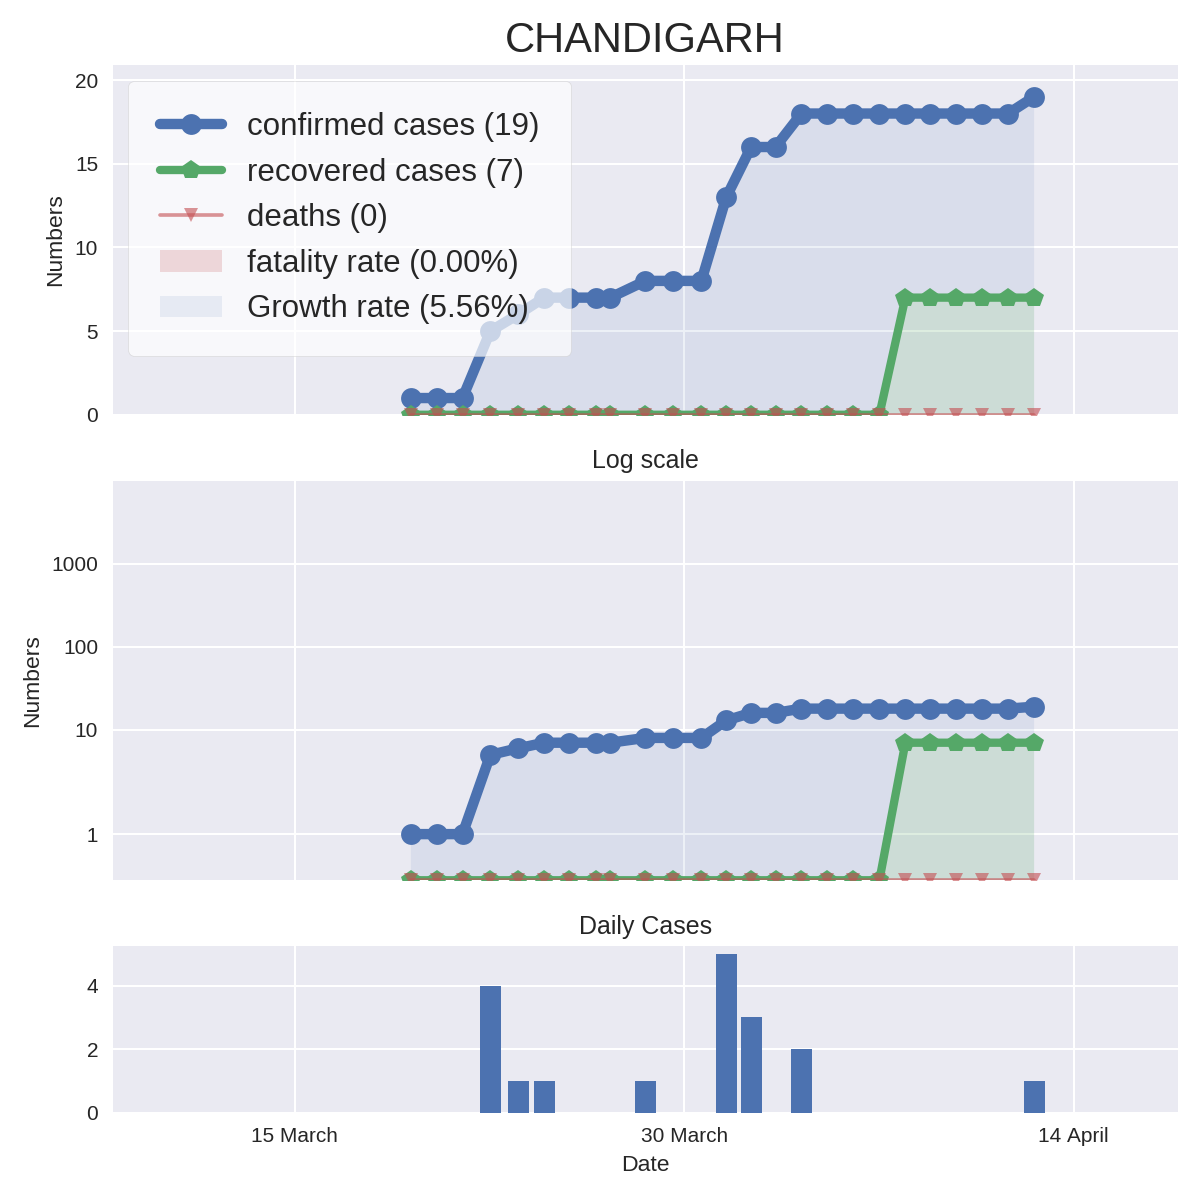 CHANDIGARH
20
15
10
5
0
Numbers
confirmed cases (19)
recovered cases (7)
deaths (0)
fatality rate (0.00%)
Growth rate (5.56%)
Log scale
1000
100
10
1
Numbers
Daily Cases
4
2
0
15 March
30 March
14 April
Date